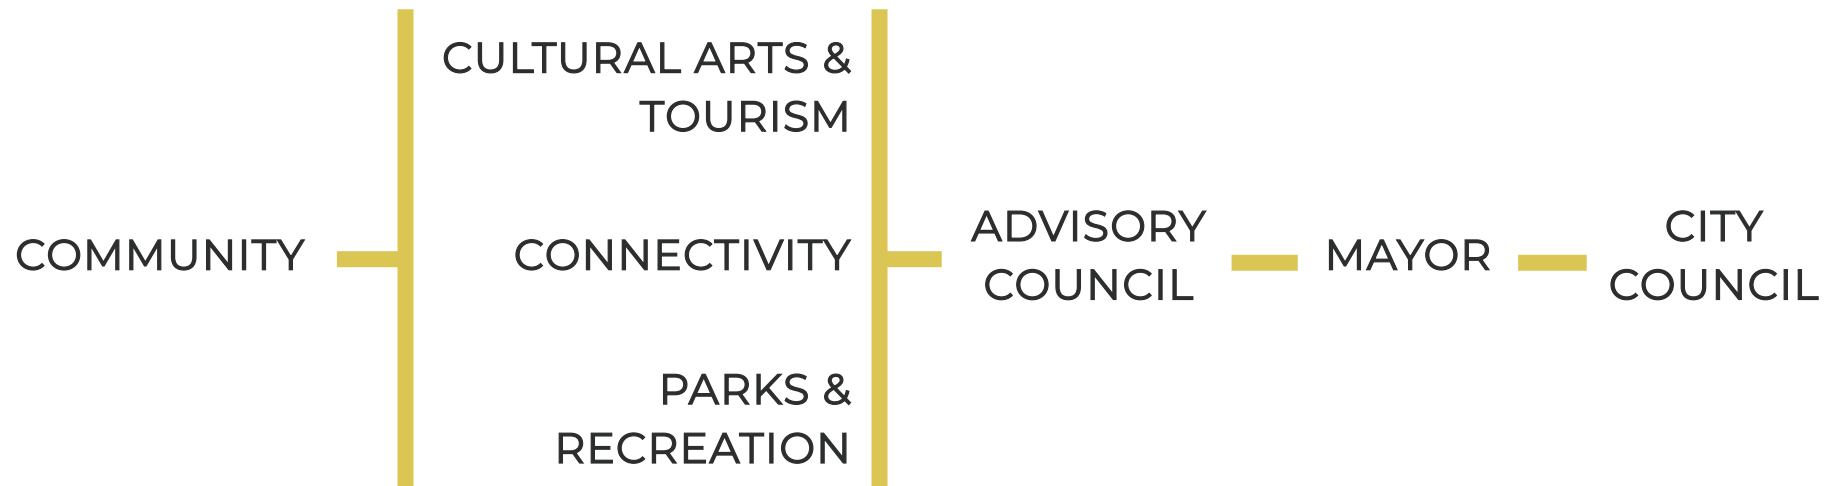 COMMUNITY
CULTURAL ARTS &
TOURISM
CONNECTIVITY
PARKS &
RECREATION
ADVISORY
COUNCIL
MAYOR
CITY
COUNCIL